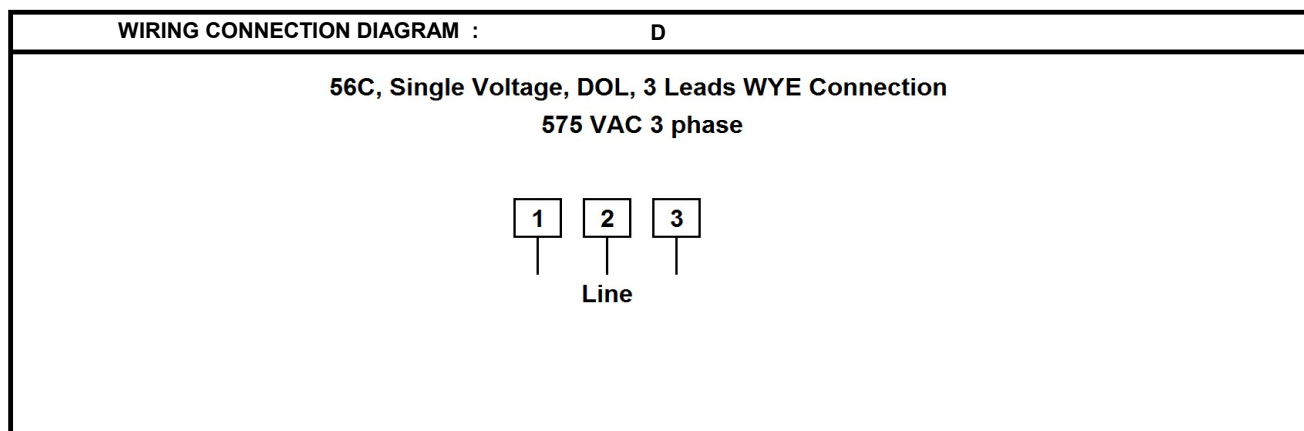 WIRING CONNECTION DIAGRAM : D
56C, Single Voltage, DOL, 3 Leads WYE Connection
575 VAC 3 phase
1 2 3
Line